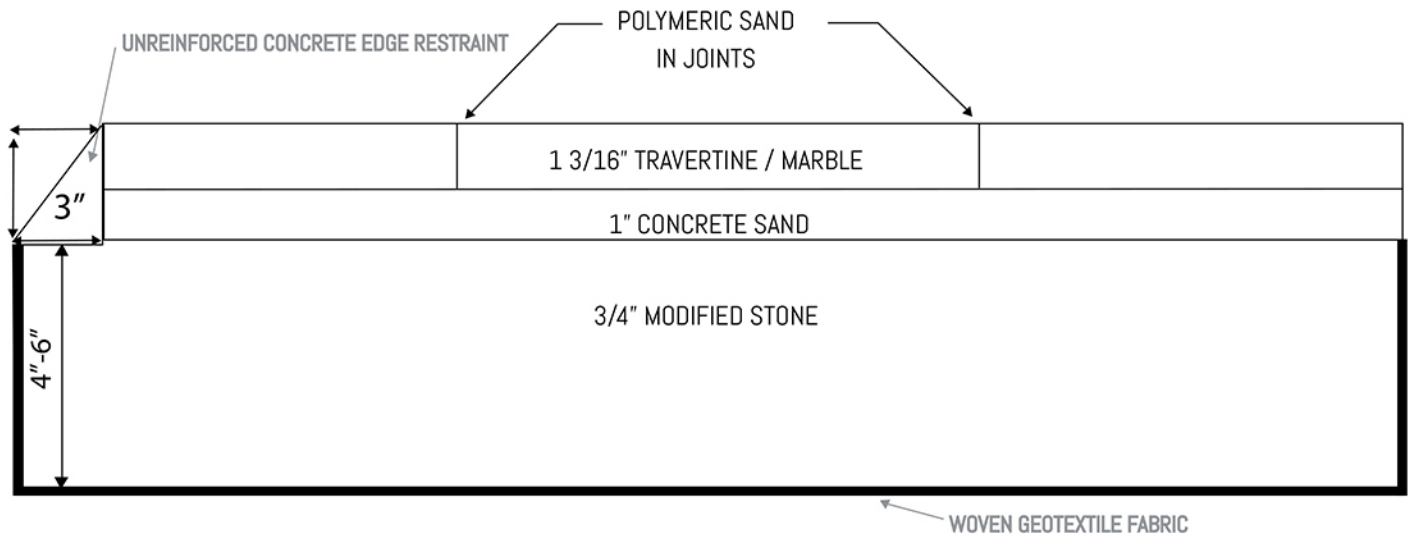 POLYMERIC SAND
IN JOINTS
UNREINFORCED CONCRETE EDGE RESTRAINT
1 3/16" TRAVERTINE / MARBLE
3"
1" CONCRETE SAND
3/4" MODIFIED STONE
4"-6"
WOVEN GEOTEXTILE FABRIC